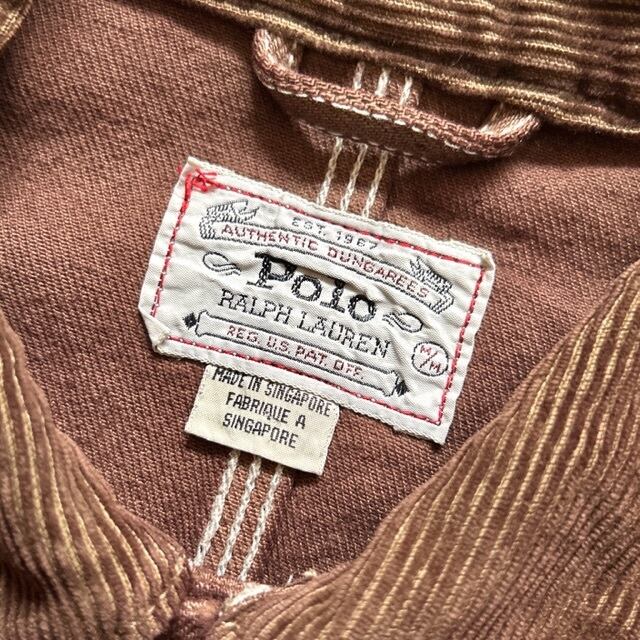 EST. 1967
AUTHENTIC DUNGAREES
Polo
RALPH LAUREN
REG. U.S. PAT. OFF.
M/M
MADE IN SINGAPORE
FABRIQUE A
SINGAPORE